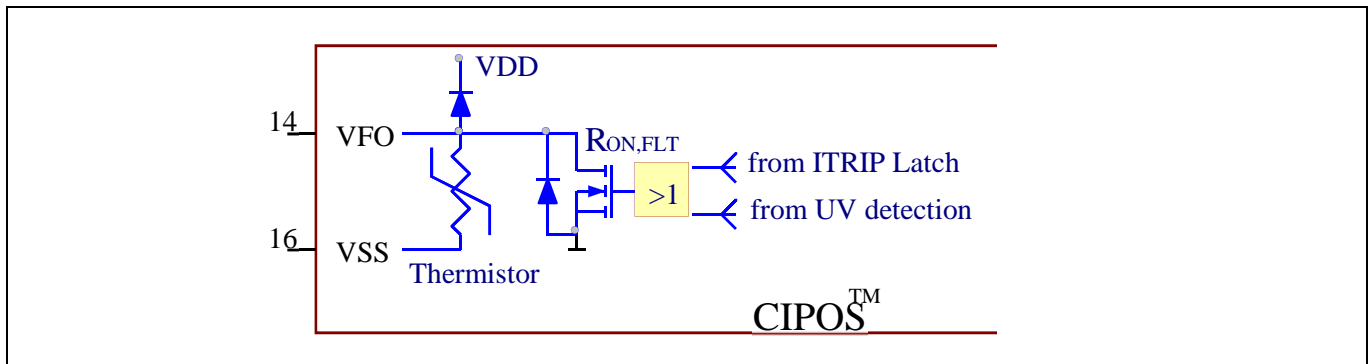 VDD
14 VFO
RON,FLT
>1
from ITRIP Latch
from UV detection
16 VSS
Thermistor
CIPOS™